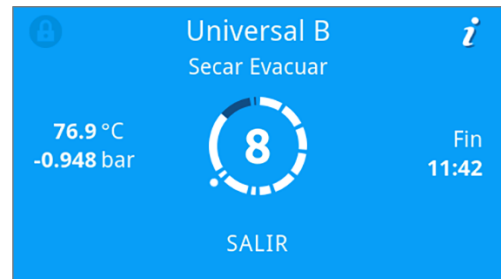 Universal B
i
Secar Evacuar
76.9 °C
-0.948 bar
8
Fin
11:42
SALIR